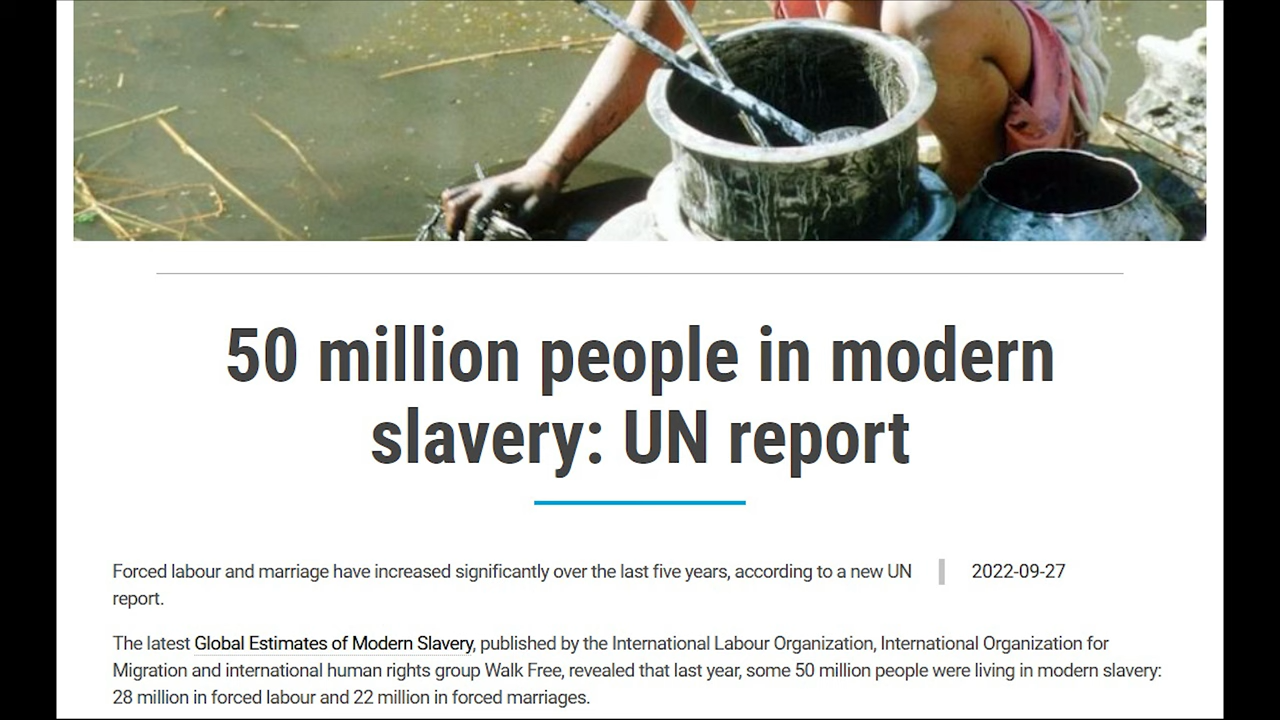 50 million people in modern
slavery: UN report
Forced labour and marriage have increased significantly over the last five years, according to a new UN
report.
2022-09-27
The latest Global Estimates of Modern Slavery, published by the International Labour Organization, International Organization for
Migration and international human rights group Walk Free, revealed that last year, some 50 million people were living in modern slavery:
28 million in forced labour and 22 million in forced marriages.